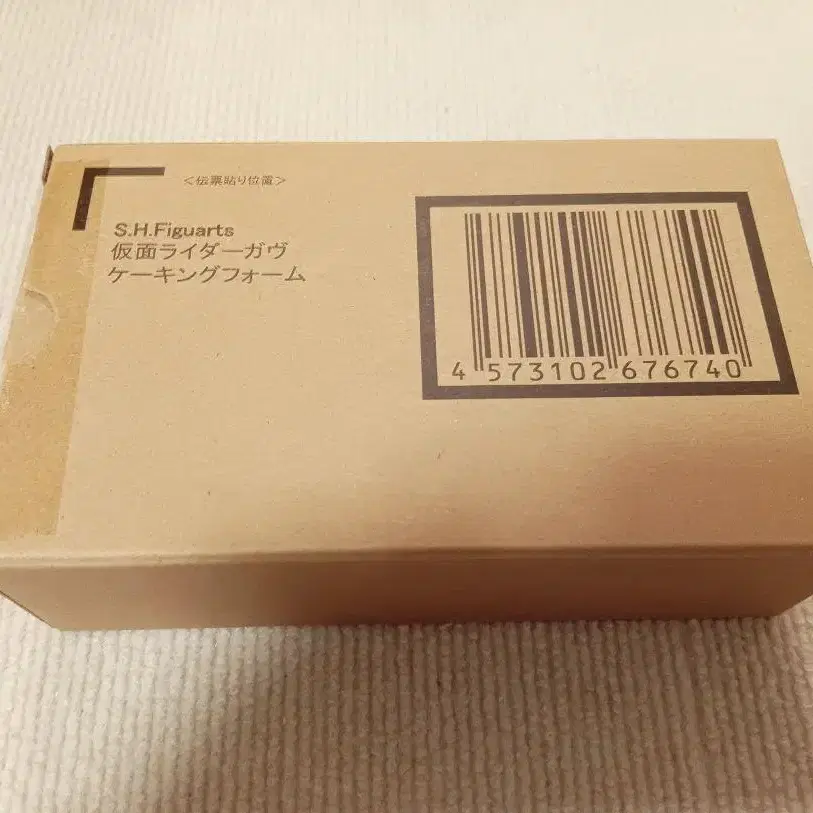 <伝票貼り位置>
S.H.Figuarts
仮面ライダーガヴ
ケーキングフォーム
4 573102 676740